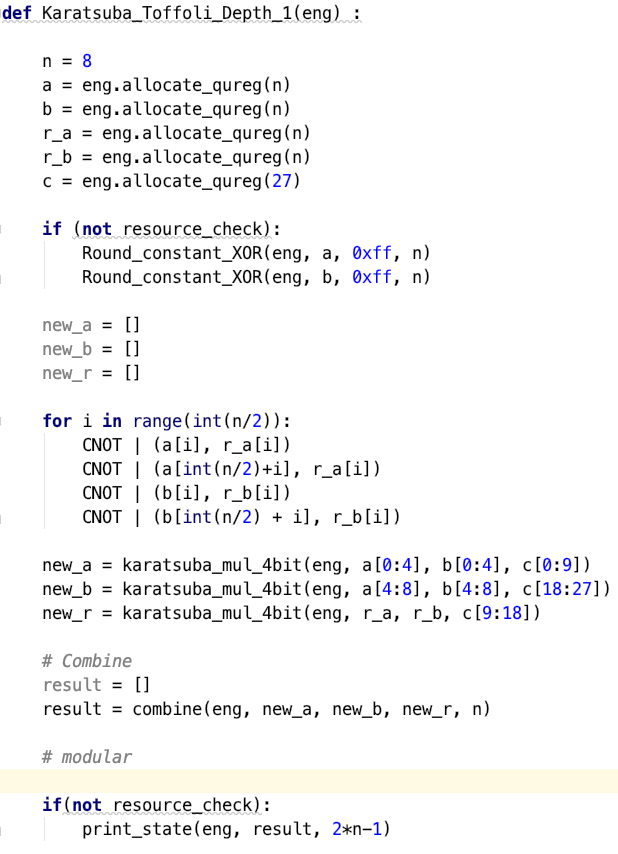 def Karatsuba_Toffoli_Depth_1(eng) :
n = 8
a = eng.allocate_qureg(n)
b = eng.allocate_qureg(n)
r_a = eng.allocate_qureg(n)
r_b = eng.allocate_qureg(n)
c = eng.allocate_qureg(27)
if (not resource_check):
Round_constant_XOR(eng, a, 0xff, n)
Round_constant_XOR(eng, b, 0xff, n)
new_a = []
new_b = []
new_r = []
for i in range(int(n/2)):
CNOT | (a[i], r_a[i])
CNOT | (a[int(n/2)+i], r_a[i])
CNOT | (b[i], r_b[i])
CNOT | (b[int(n/2) + i], r_b[i])
new_a = karatsuba_mul_4bit(eng, a[0:4], b[0:4], c[0:9])
new_b = karatsuba_mul_4bit(eng, a[4:8], b[4:8], c[18:27])
new_r = karatsuba_mul_4bit(eng, r_a, r_b, c[9:18])
# Combine
result = []
result = combine(eng, new_a, new_b, new_r, n)
# modular
if(not resource_check):
print_state(eng, result, 2*n-1)